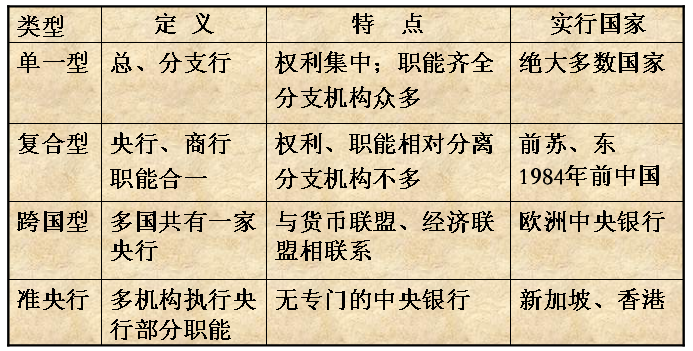 类型 定 义 特 点 实行国家
单一型 总、分支行 权利集中；职能齐全 绝大多数国家
分支机构众多
复合型 央行、商行 权利、职能相对分离 前苏、东
职能合一 分支机构不多 1984年前中国
跨国型 多国共有一家 与货币联盟、经济联 欧洲中央银行
央行 盟相联系
准央行 多机构执行央 无专门的中央银行 新加坡、香港
行部分职能